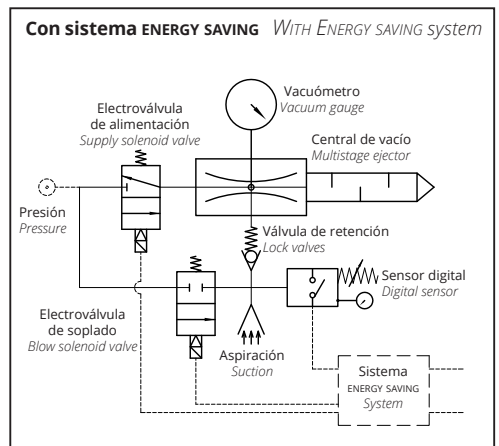 Con sistema ENERGY SAVING WITH ENERGY SAVING system
Vacuómetro
Vacuum gauge
Electroválvula
de alimentación
Supply solenoid valve
Central de vacío
Multistage ejector
Presión
Pressure
Válvula de retención
Lock valves
Sensor digital
Digital sensor
Electroválvula
de soplado
Blow solenoid valve
Aspiración
Suction
Sistema
ENERGY SAVING
System